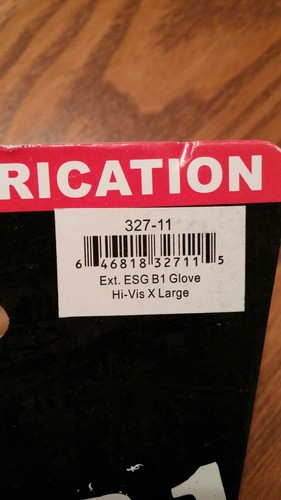 RICATION
327-11
6 46818 32711 5
Ext. ESG B1 Glove
Hi-Vis X Large